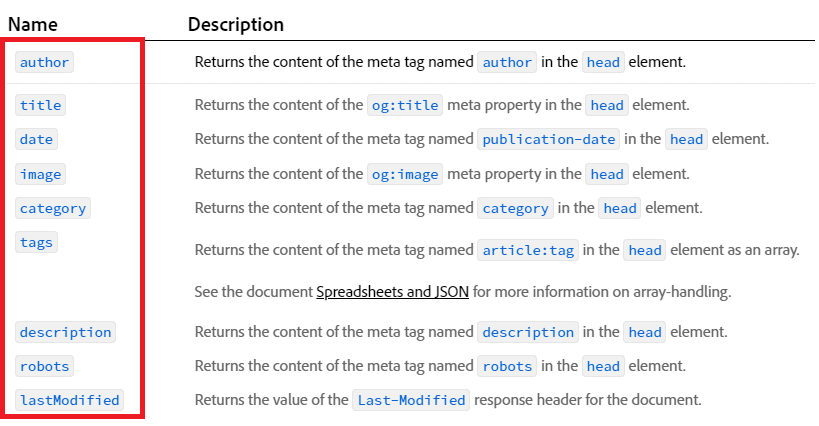 Name Description
author Returns the content of the meta tag named author in the head element.
title Returns the content of the og:title meta property in the head element.
date Returns the content of the meta tag named publication-date in the head element.
image Returns the content of the og:image meta property in the head element.
category Returns the content of the meta tag named category in the head element.
tags Returns the content of the meta tag named article:tag in the head element as an array.
See the document Spreadsheets and JSON for more information on array-handling.
description Returns the content of the meta tag named description in the head element.
robots Returns the content of the meta tag named robots in the head element.
lastModified Returns the value of the Last-Modified response header for the document.